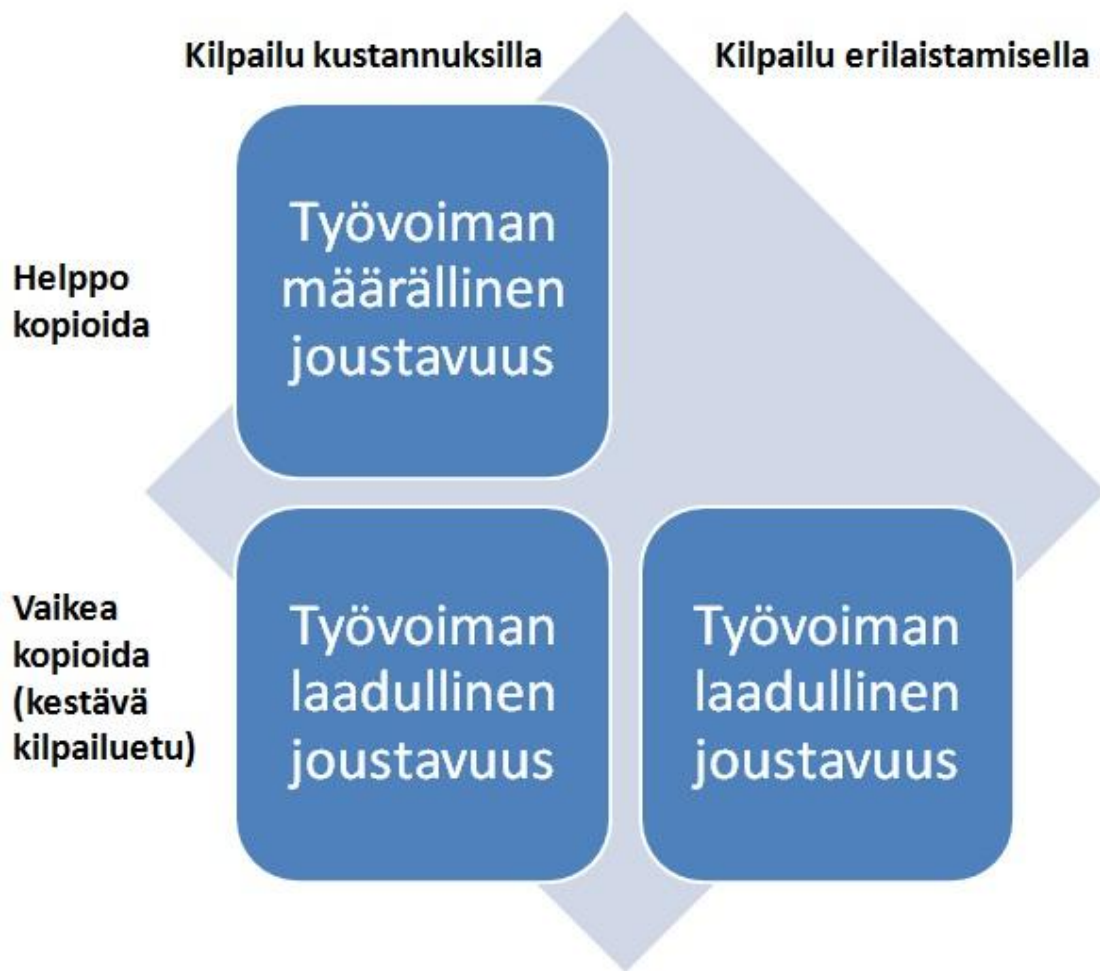 Kilpailu kustannuksilla
Kilpailu erilaistamisella
Helppo
kopioida
Työvoiman
määrällinen
joustavuus
Vaikea
kopioida
(kestävä
kilpailuetu)
Työvoiman
laadullinen
joustavuus
Työvoiman
laadullinen
joustavuus